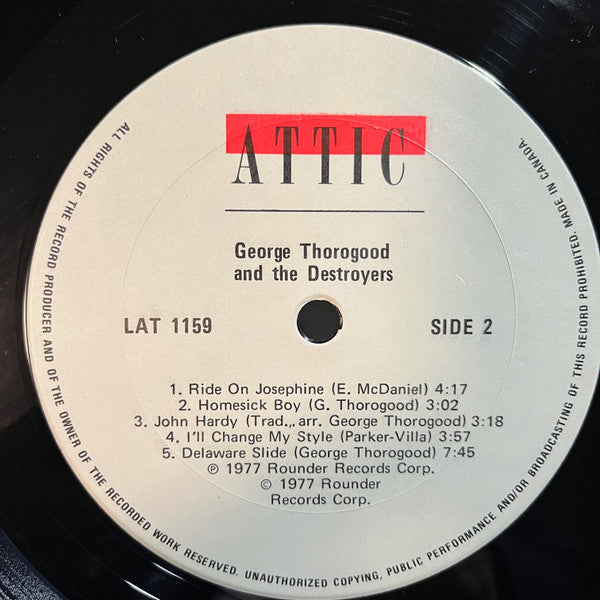 ATTIC
George Thorogood
and the Destroyers
LAT 1159
SIDE 2
1. Ride On Josephine (E. McDaniel) 4:17
2. Homesick Boy (G. Thorogood) 3:02
3. John Hardy (Trad.,, arr. George Thorogood) 3:18
4. I'll Change My Style (Parker-Villa) 3:57
5. Delaware Slide (George Thorogood) 7:45
℗ 1977 Rounder Records Corp.
© 1977 Rounder
Records Corp.
ALL RIGHTS OF THE RECORD PRODUCER AND OF THE OWNER OF THE RECORDED WORK RESERVED. UNAUTHORIZED COPYING, PUBLIC PERFORMANCE AND/OR BROADCASTING OF THIS RECORD PROHIBITED. MADE IN CANADA.